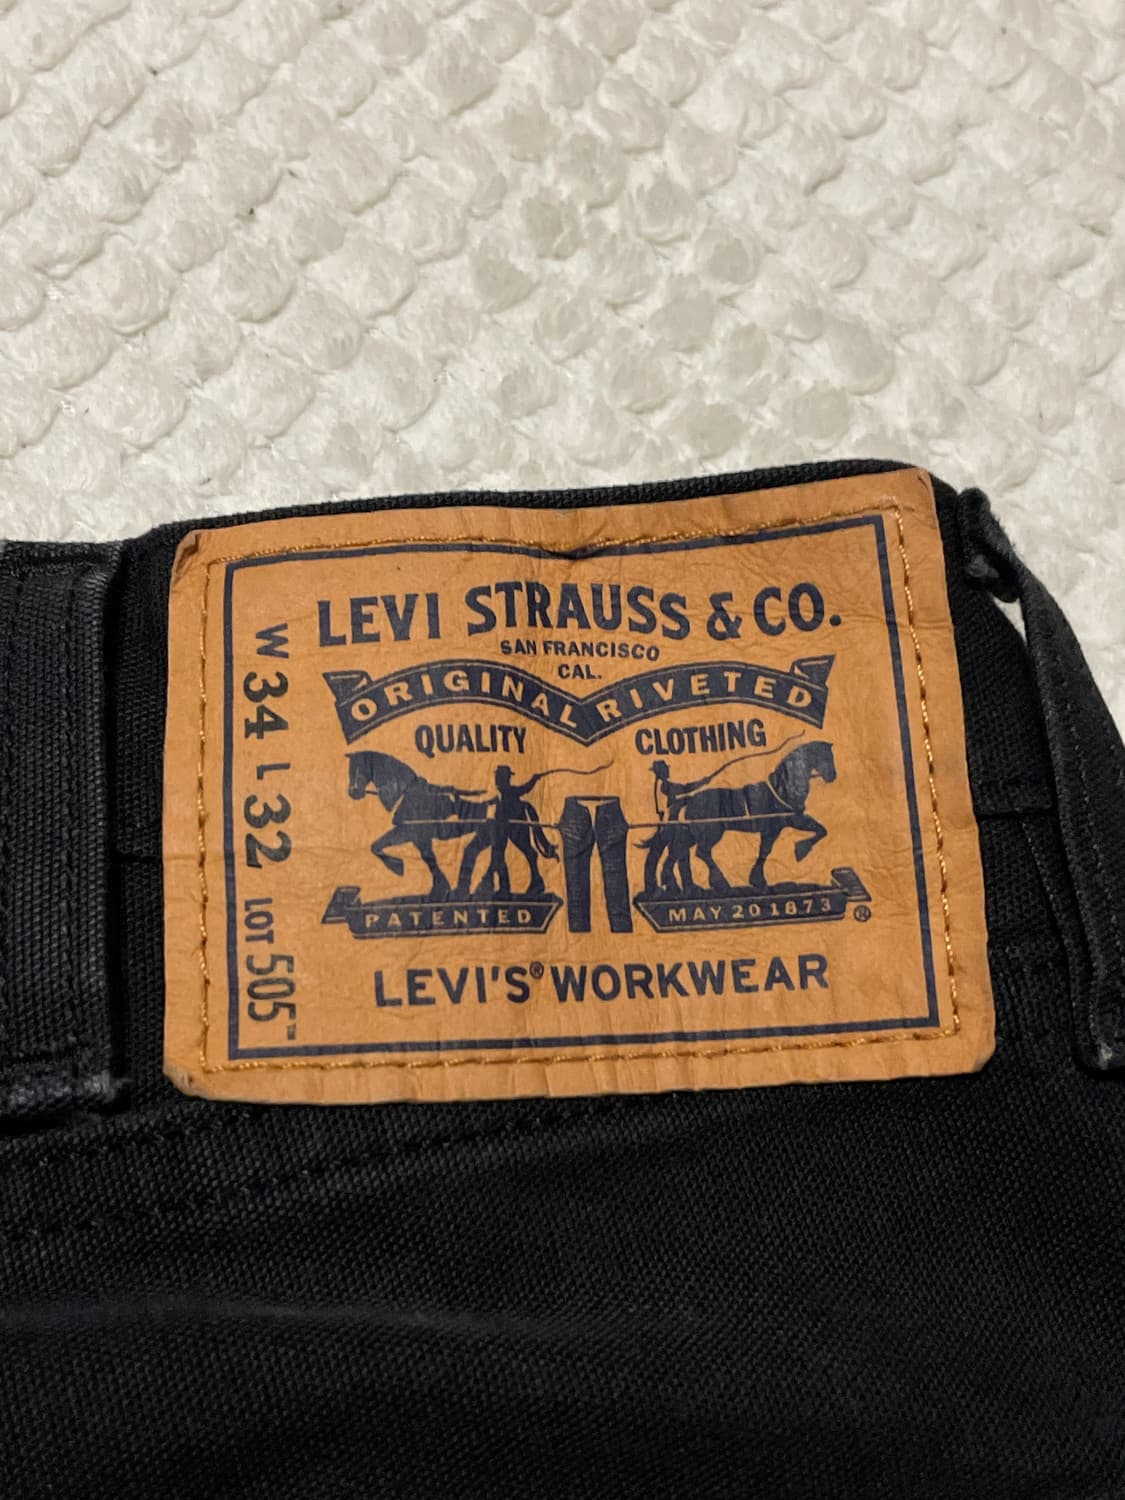 LEVI STRAUSS & CO.
SAN FRANCISCO
CAL.
ORIGINAL RIVETED
QUALITY CLOTHING
PATENTED MAY 20 1873 ®
LEVI'S® WORKWEAR
W 34 L 32 LOT 505™